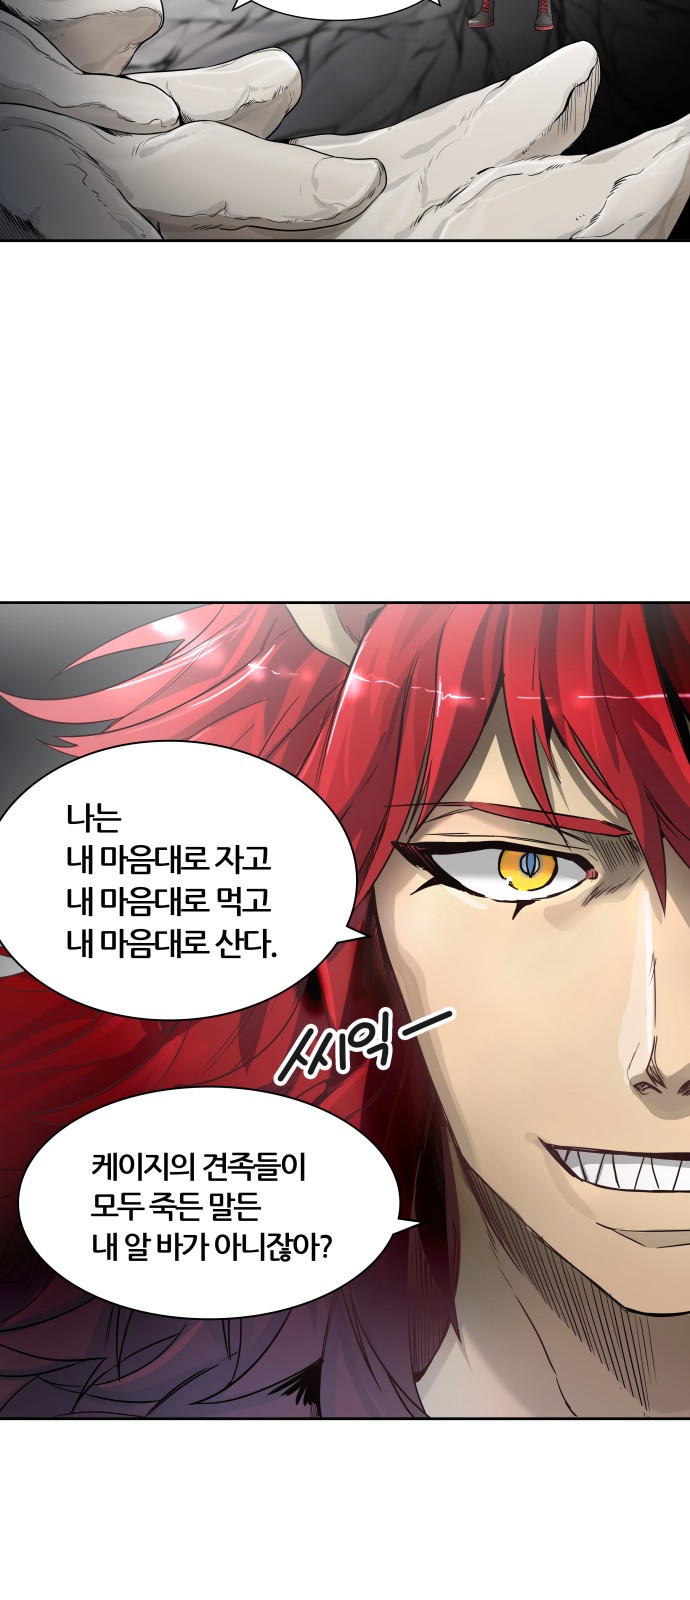 나는
내 마음대로 자고
내 마음대로 먹고
내 마음대로 산다.
씨익
케이지의 견족들이
모두 죽든 말든
내 알 바가 아니잖아?